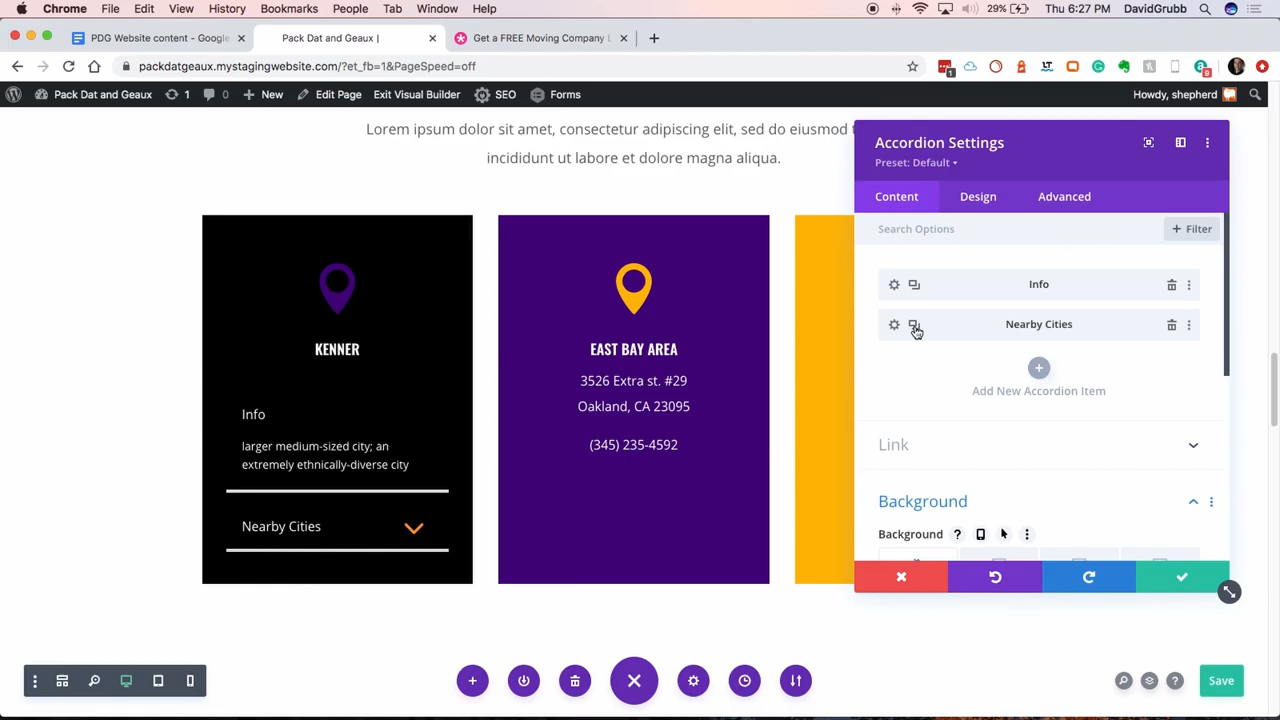 Chrome File Edit View History Bookmarks People Tab Window Help 29% Thu 6:27 PM DavidGrubb
PDG Website content - Google Pack Dat and Geaux | Get a FREE Moving Company
packdatgeaux.mystagingwebsite.com/?et_fb=1&PageSpeed=off
Pack Dat and Geaux 1 New Edit Page Exit Visual Builder SEO Forms Howdy, shepherd
Lorem ipsum dolor sit amet, consectetur adipiscing elit, sed do eiusmod
incididunt ut labore et dolore magna aliqua.
KENNER
Info
larger medium-sized city; an
extremely ethnically-diverse city
Nearby Cities
EAST BAY AREA
3526 Extra st. #29
Oakland, CA 23095
(345) 235-4592
Accordion Settings
Preset: Default
Content Design Advanced
Search Options + Filter
Info
Nearby Cities
Add New Accordion Item
Link
Background
Background
Save